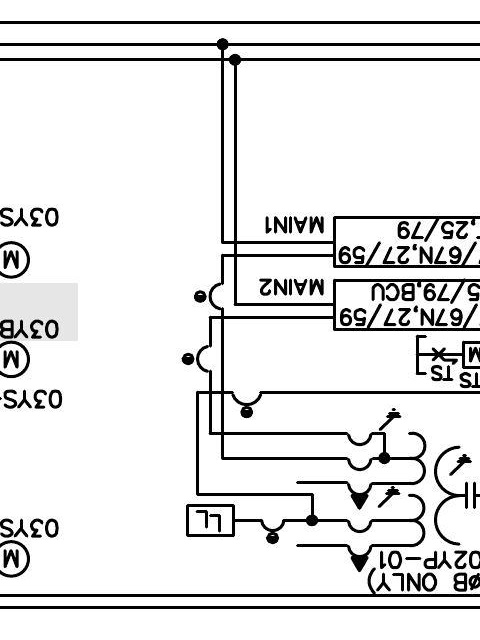 ØB ONLY)
02YP-01
M
03YS
LL
03YS-
TS
TS
M
M
03YB
/67N,27/59
5/79,BCU
MAIN2
M
/67N,27/59
,25/79
MAIN1
03YS